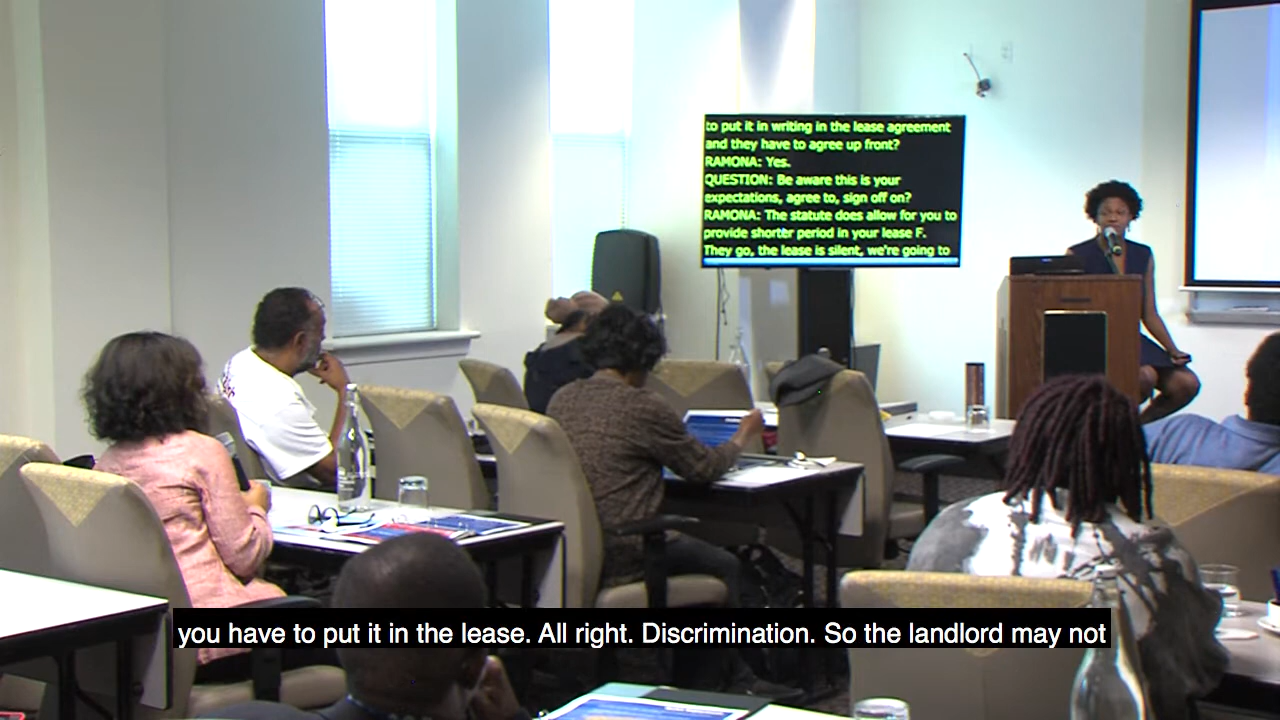 to put it in writing in the lease agreement
and they have to agree up front?
RAMONA: Yes.
QUESTION: Be aware this is your
expectations, agree to, sign off on?
RAMONA: The statute does allow for you to
provide shorter period in your lease F.
They go, the lease is silent, we're going to
you have to put it in the lease. All right. Discrimination. So the landlord may not